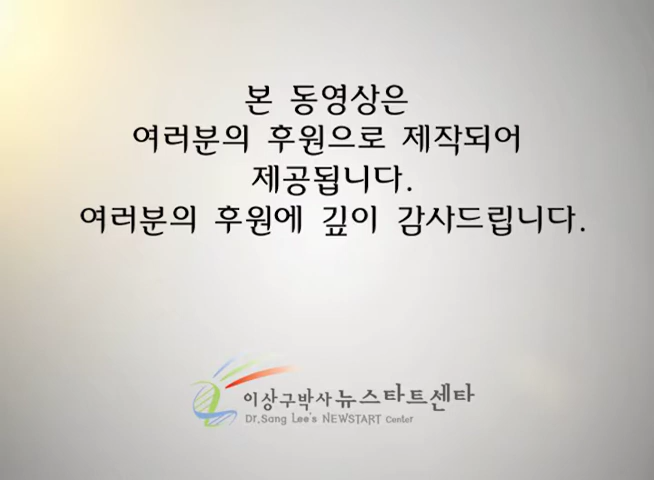 본 동영상은
여러분의 후원으로 제작되어
제공됩니다.
여러분의 후원에 깊이 감사드립니다.
이상구박사뉴스타트센타
Dr.Sang Lee's NEWSTART Center